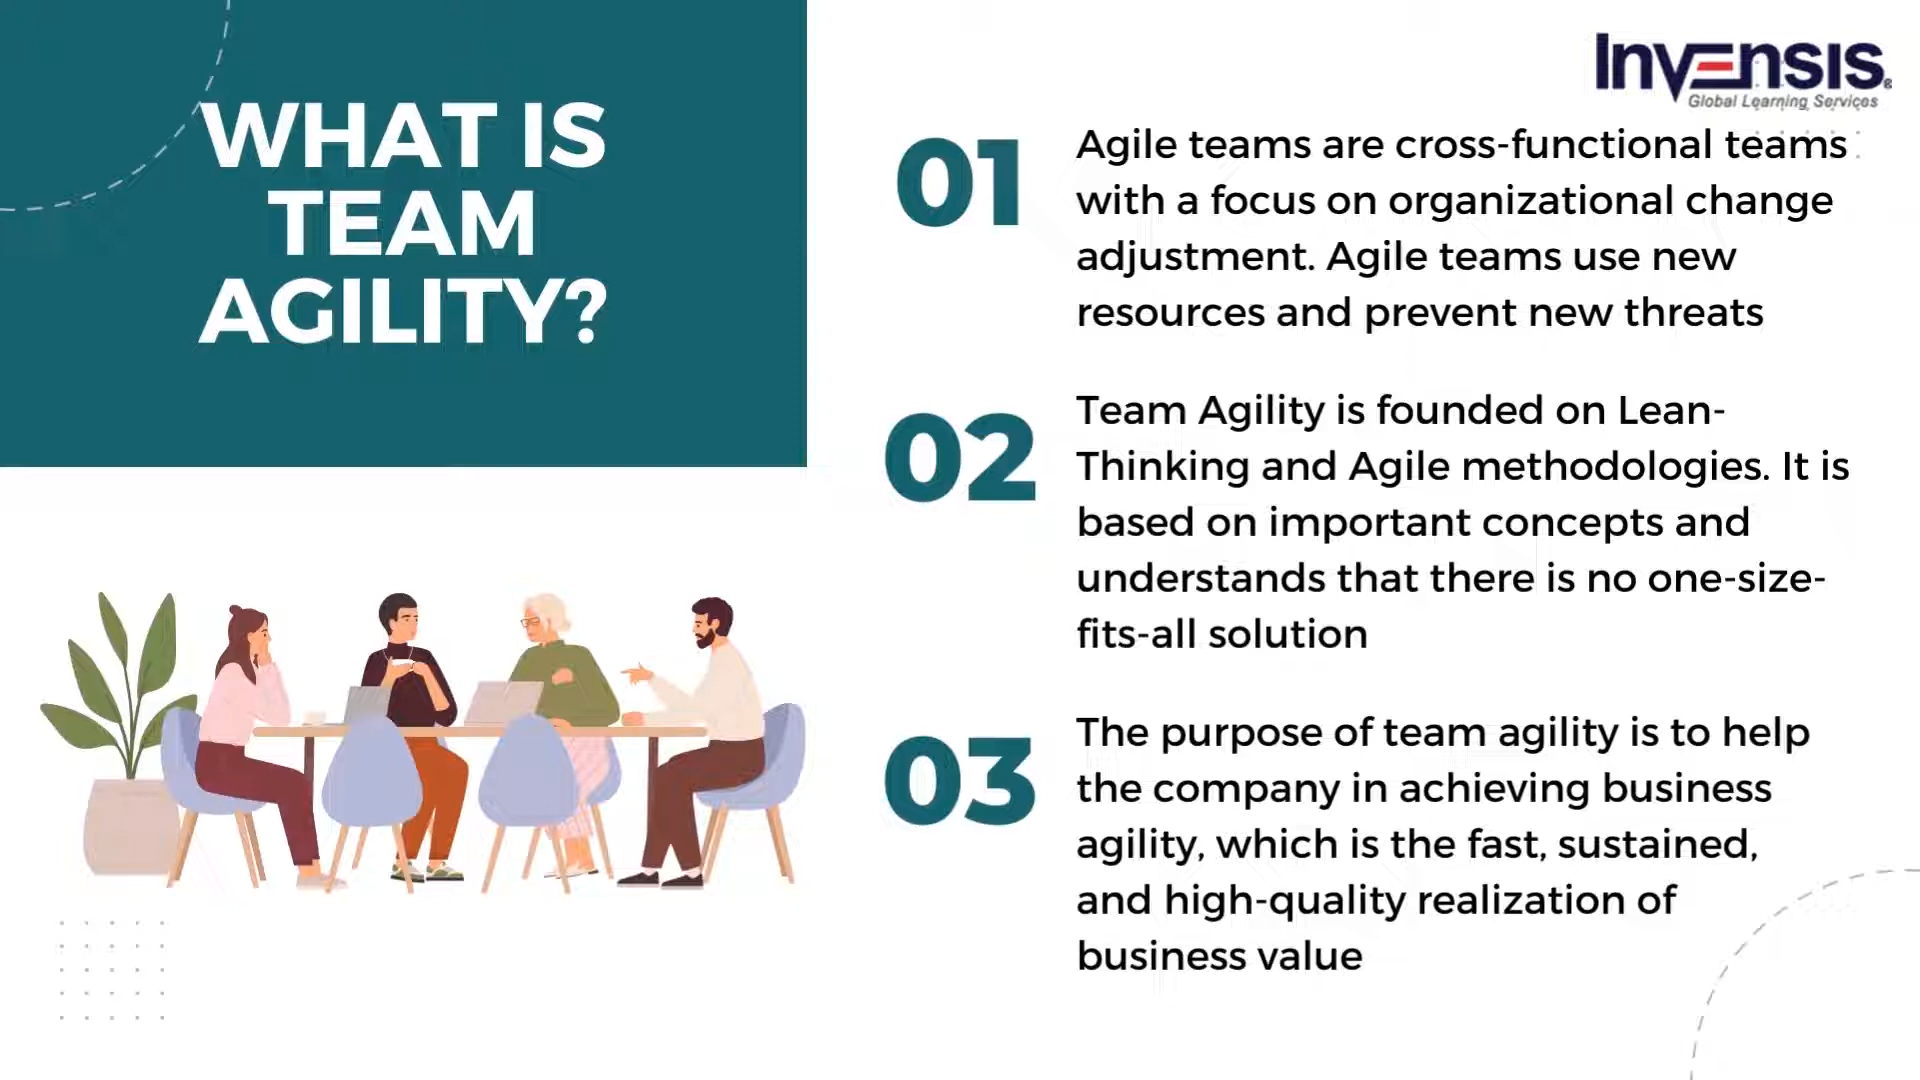 WHAT IS
TEAM
AGILITY?
Invensis®
Global Learning Services
01
Agile teams are cross-functional teams
with a focus on organizational change
adjustment. Agile teams use new
resources and prevent new threats
02
Team Agility is founded on Lean-
Thinking and Agile methodologies. It is
based on important concepts and
understands that there is no one-size-
fits-all solution
03
The purpose of team agility is to help
the company in achieving business
agility, which is the fast, sustained,
and high-quality realization of
business value